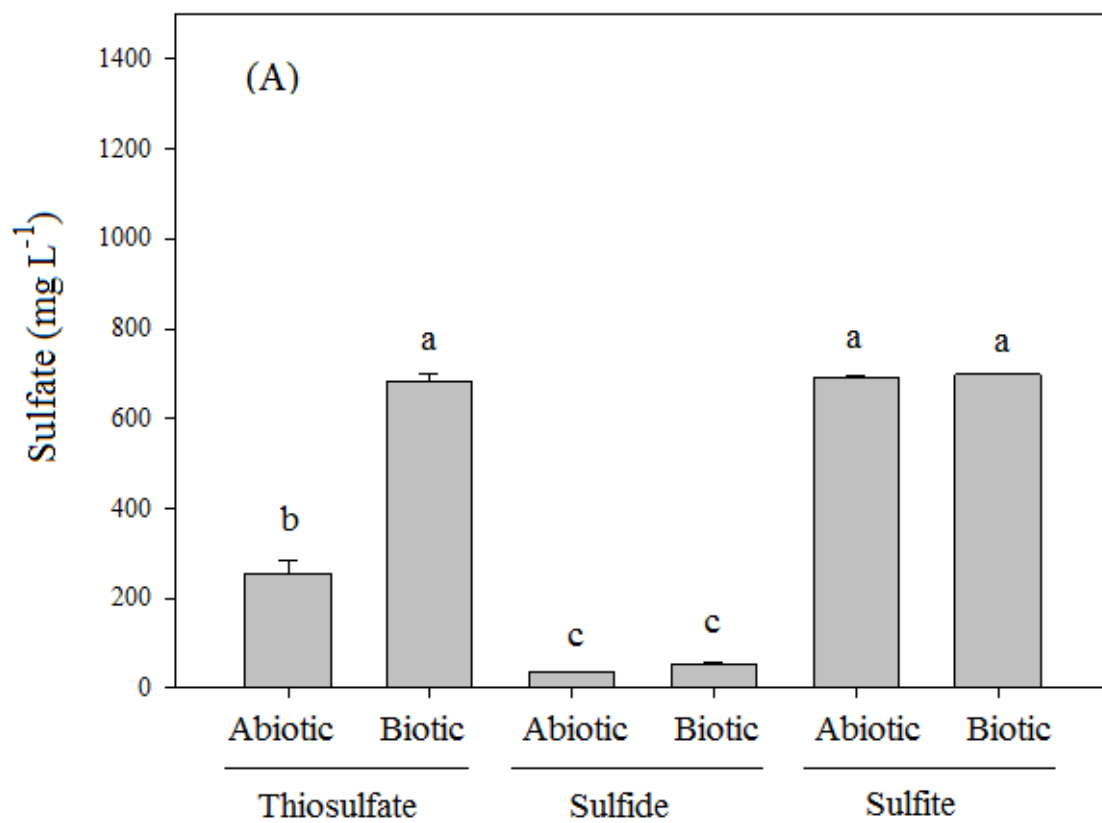 (A)
Sulfate (mg L⁻¹)
1400
1200
1000
800
600
400
200
0
b
a
c
c
a
a
Abiotic Biotic Abiotic Biotic Abiotic Biotic
Thiosulfate Sulfide Sulfite